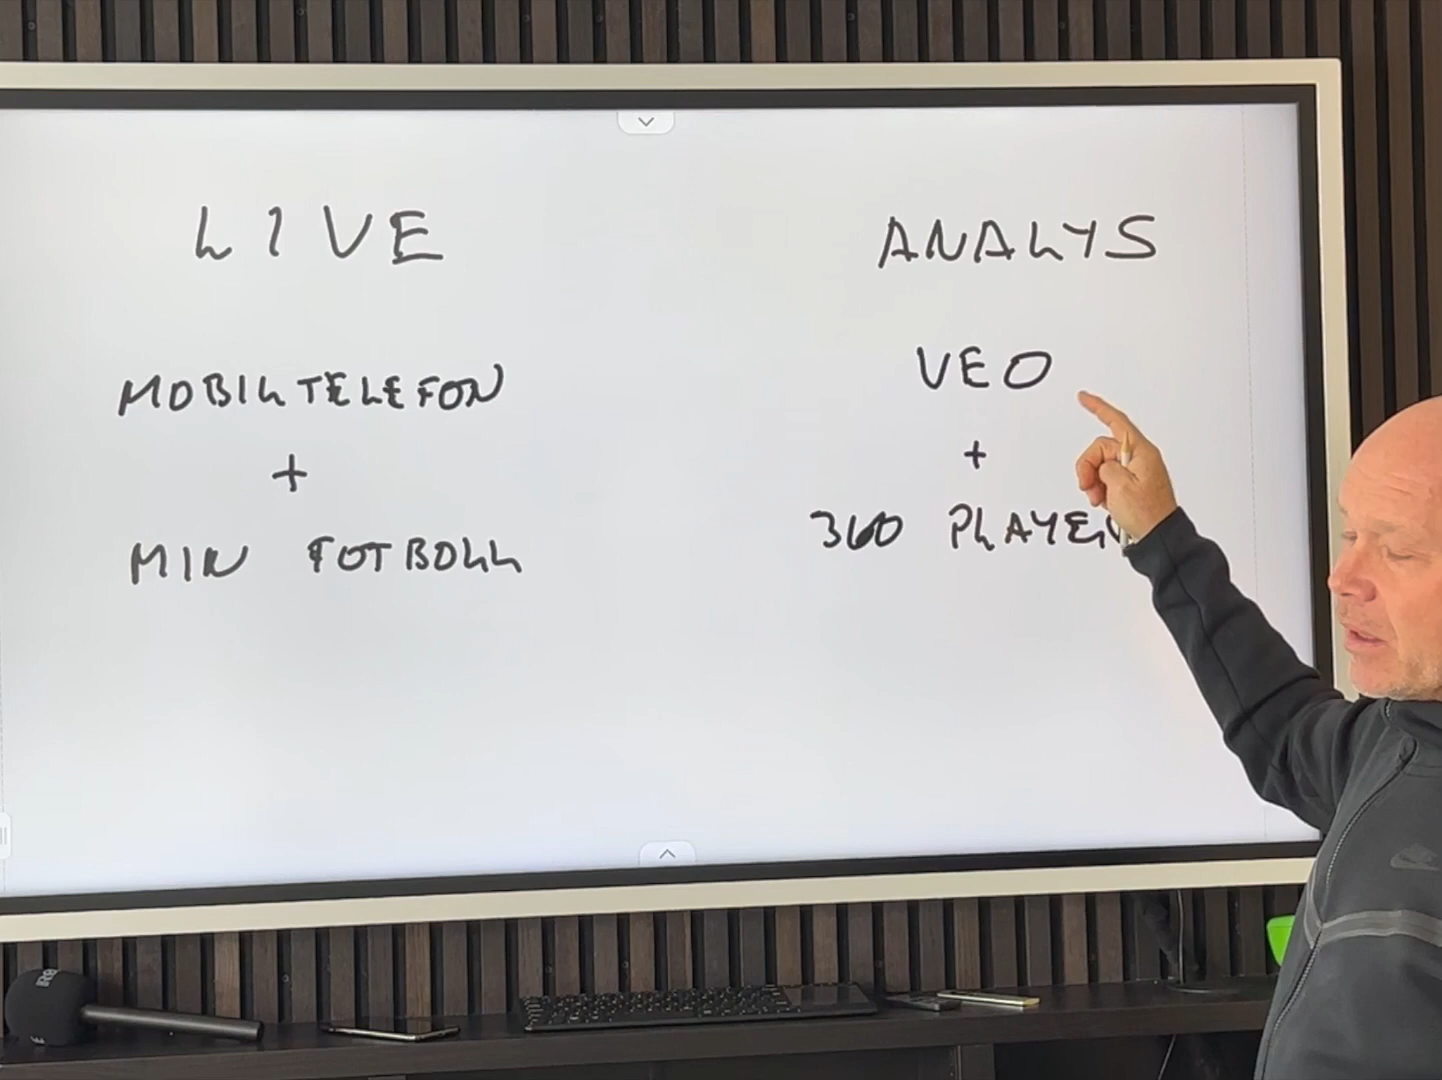 LIVE
MOBILTELEFON
+
MIN FOTBOLL
ANALYS
VEO
+
360 PLAYER